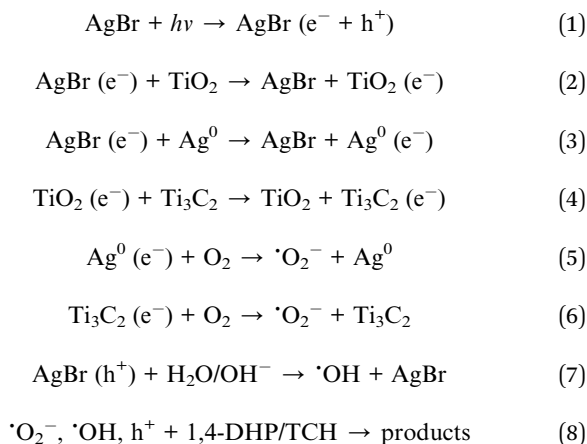 AgBr + hν → AgBr (e⁻ + h⁺) (1)
AgBr (e⁻) + TiO₂ → AgBr + TiO₂ (e⁻) (2)
AgBr (e⁻) + Ag⁰ → AgBr + Ag⁰ (e⁻) (3)
TiO₂ (e⁻) + Ti₃C₂ → TiO₂ + Ti₃C₂ (e⁻) (4)
Ag⁰ (e⁻) + O₂ → ˙O₂⁻ + Ag⁰ (5)
Ti₃C₂ (e⁻) + O₂ → ˙O₂⁻ + Ti₃C₂ (6)
AgBr (h⁺) + H₂O/OH⁻ → ˙OH + AgBr (7)
˙O₂⁻, ˙OH, h⁺ + 1,4-DHP/TCH → products (8)